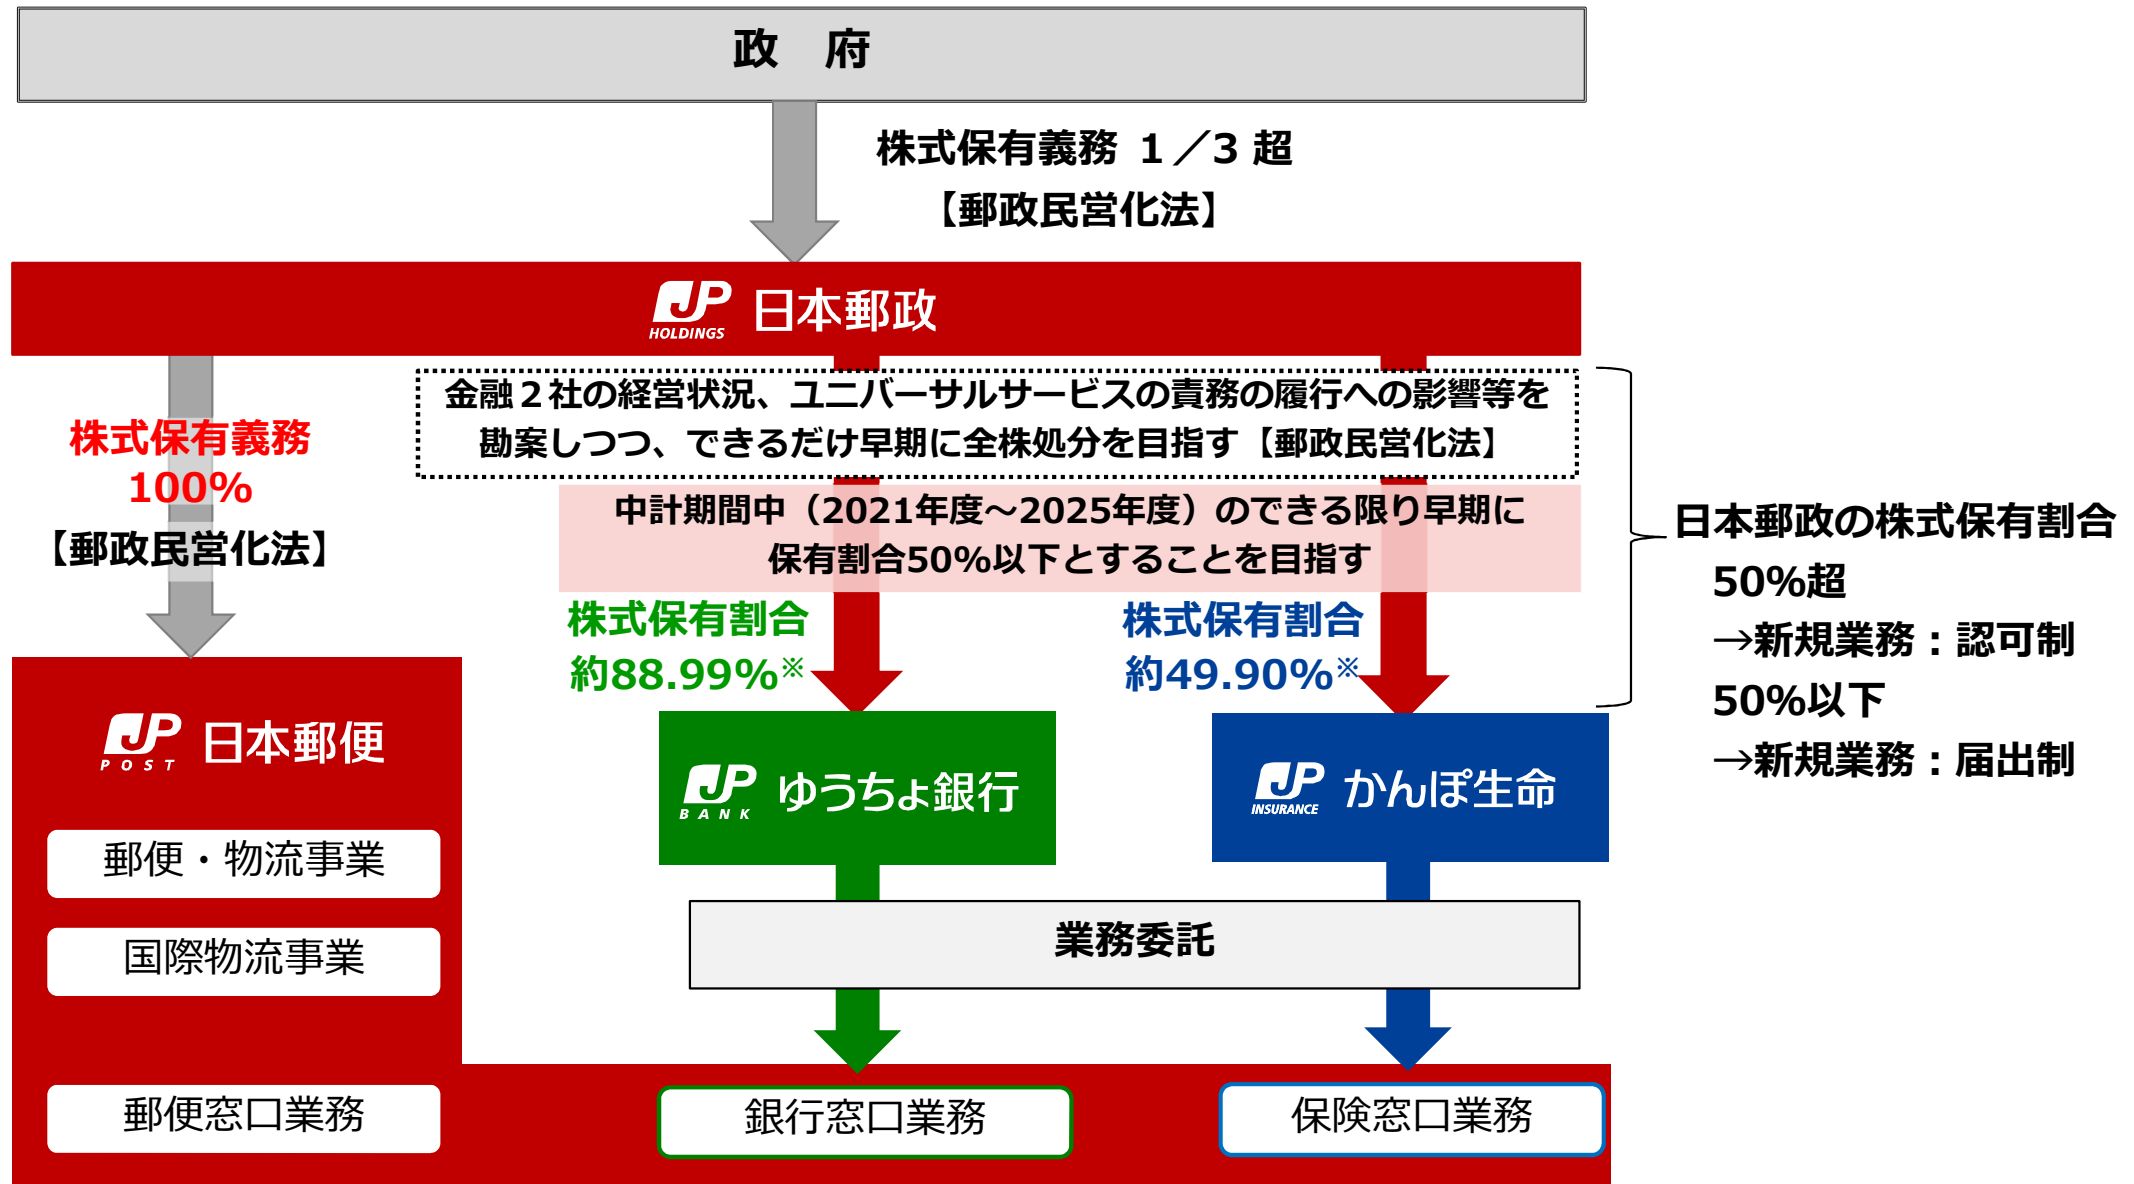 政　府
株式保有義務 １／3 超
【郵政民営化法】
JP 日本郵政
HOLDINGS
金融２社の経営状況、ユニバーサルサービスの責務の履行への影響等を
勘案しつつ、できるだけ早期に全株処分を目指す【郵政民営化法】
株式保有義務
100%
【郵政民営化法】
中計期間中（2021年度～2025年度）のできる限り早期に
保有割合50%以下とすることを目指す
株式保有割合
約88.99%※
株式保有割合
約49.90%※
日本郵政の株式保有割合
50%超
→新規業務：認可制
50%以下
→新規業務：届出制
JP 日本郵便
POST
JP ゆうちょ銀行
BANK
JP かんぽ生命
INSURANCE
郵便・物流事業
国際物流事業
業務委託
郵便窓口業務
銀行窓口業務
保険窓口業務